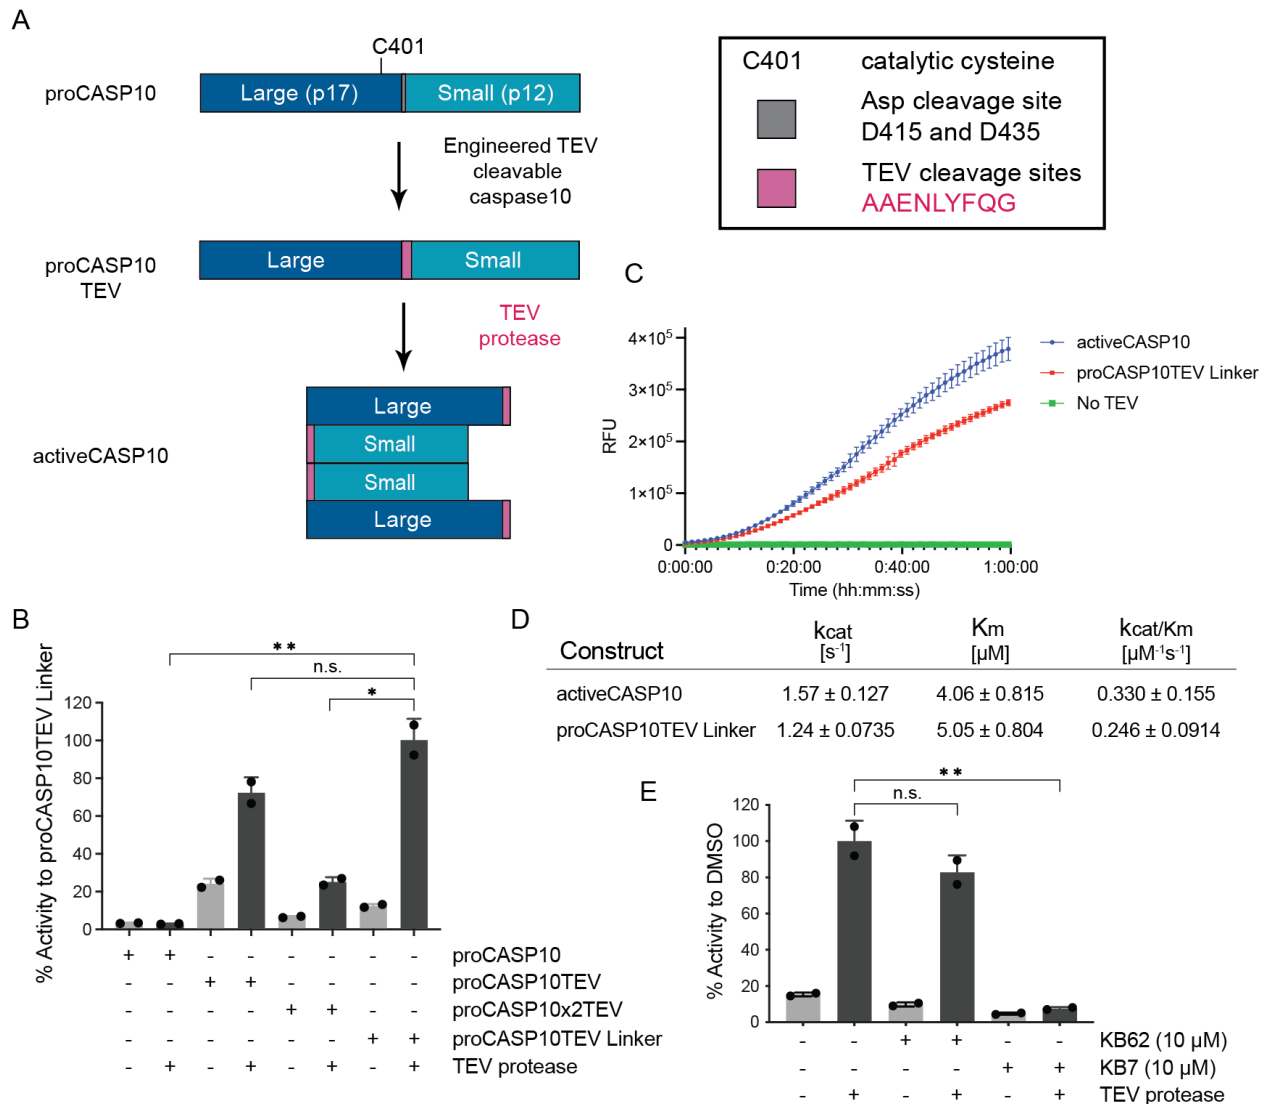 A
C401
proCASP10
Large (p17)
Small (p12)
Engineered TEV
cleavable
caspase10
proCASP10
TEV
Large
Small
TEV
protease
activeCASP10
Large
Small
Small
Large
C401
catalytic cysteine
Asp cleavage site
D415 and D435
TEV cleavage sites
AAENLYFQG
C
RFU
4×10⁵
3×10⁵
2×10⁵
1×10⁵
0
0:00:00
0:20:00
0:40:00
1:00:00
Time (hh:mm:ss)
activeCASP10
proCASP10TEV Linker
No TEV
B
% Activity to proCASP10TEV Linker
120
100
80
60
40
20
0
**
n.s.
*
+ + - - - - - - proCASP10
- - + + - - - - proCASP10TEV
- - - - + + - - proCASP10x2TEV
- - - - - - + + proCASP10TEV Linker
- + - + - + - + TEV protease
D
Construct kcat [s⁻¹] Km [µM] kcat/Km [µM⁻¹s⁻¹]
activeCASP10 1.57 ± 0.127 4.06 ± 0.815 0.330 ± 0.155
proCASP10TEV Linker 1.24 ± 0.0735 5.05 ± 0.804 0.246 ± 0.0914
E
% Activity to DMSO
120
100
80
60
40
20
0
**
n.s.
- - + + - - KB62 (10 µM)
- - - - + + KB7 (10 µM)
- + - + - + TEV protease